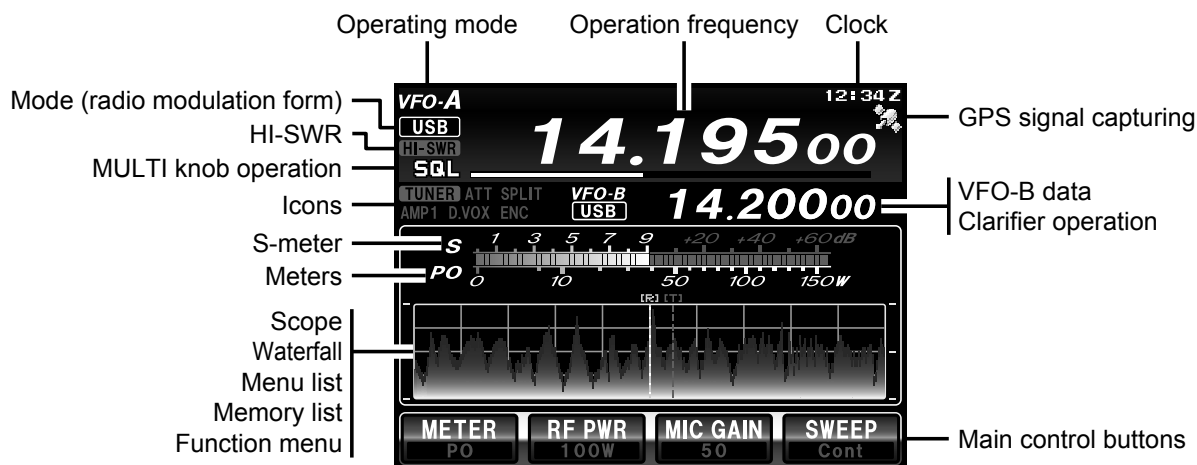 Operating mode
Operation frequency
Clock
Mode (radio modulation form)
HI-SWR
MULTI knob operation
Icons
S-meter
Meters
Scope
Waterfall
Menu list
Memory list
Function menu
VFO-A
12:34Z
USB
HI-SWR
SQL
14.19500
TUNER ATT SPLIT
AMP1 D.VOX ENC
VFO-B
USB
14.20000
S 1 3 5 7 9 +20 +40 +60dB
PO 0 10 50 100 150W
[R] [T]
METER
PO
RF PWR
100W
MIC GAIN
50
SWEEP
Cont
GPS signal capturing
VFO-B data
Clarifier operation
Main control buttons